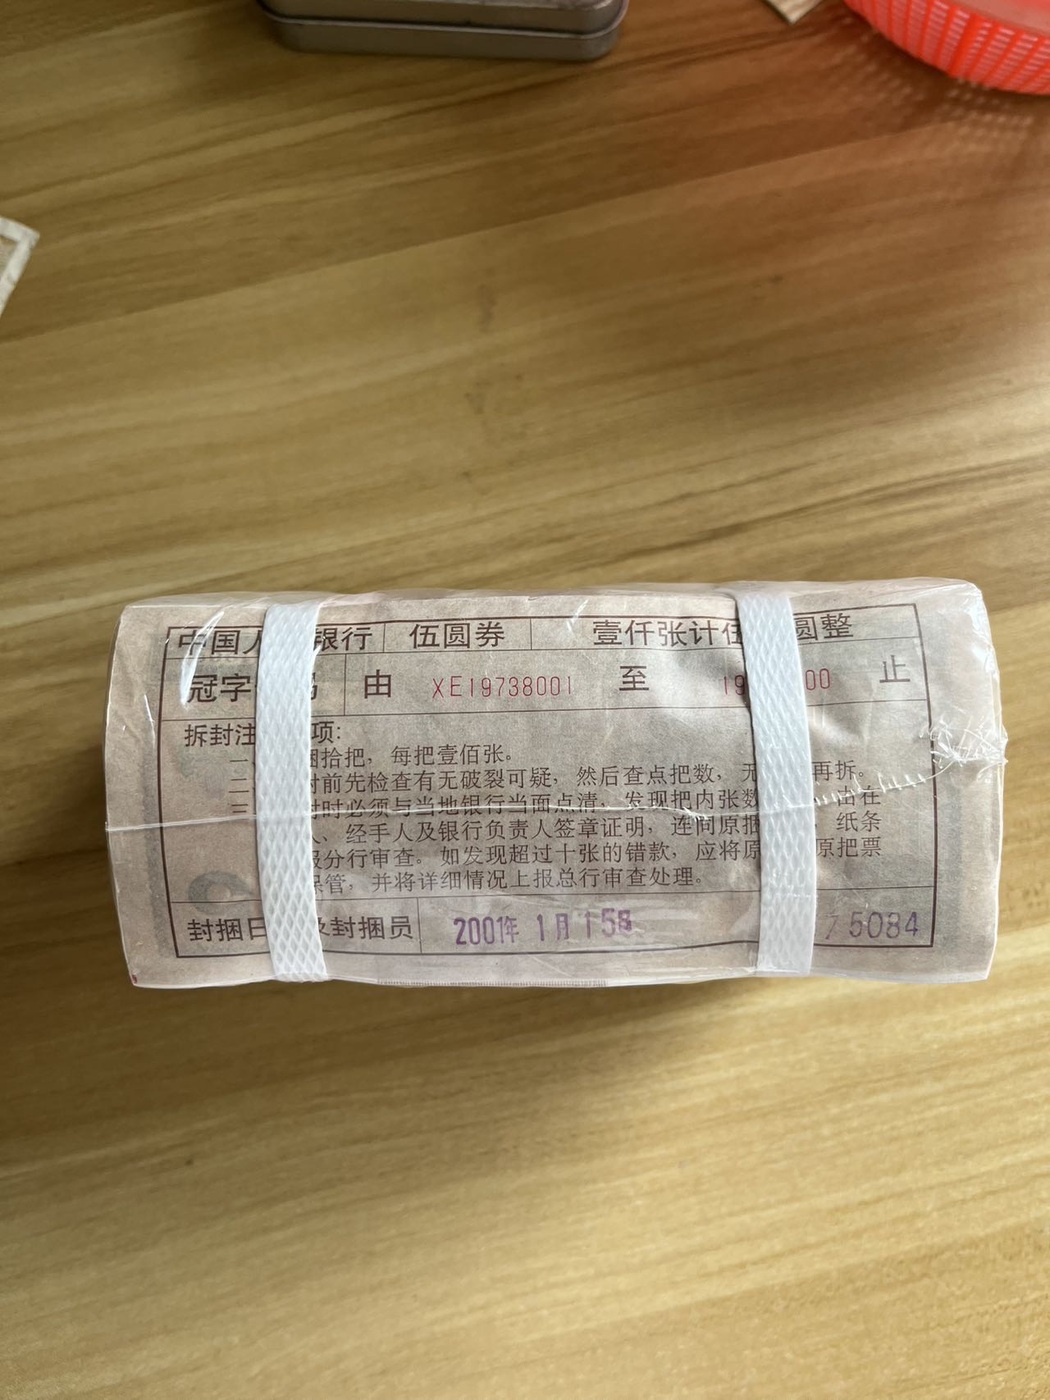 中国人 银行 伍圆券 壹仟张计伍 圆整
冠字 由 XE19738001 至 19 00 止
拆封注 项:
一 捆拾把，每把壹佰张。
二 封前先检查有无破裂可疑，然后查点把数，无 再拆。
三 封时必须与当地银行当面点清，发现把内张数 由在
人、经手人及银行负责人签章证明，连同原捆 纸条
报分行审查。如发现超过十张的错款，应将原 原把票
保管，并将详细情况上报总行审查处理。
封捆日 及封捆员 2001年 1月15日 75084